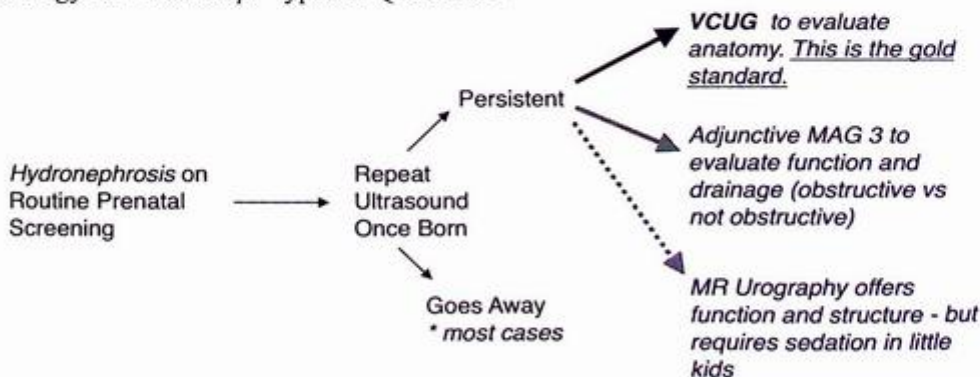 Hydronephrosis on
Routine Prenatal
Screening
Repeat
Ultrasound
Once Born
Persistent
Goes Away
* most cases
VCUG to evaluate
anatomy. This is the gold
standard.
Adjunctive MAG 3 to
evaluate function and
drainage (obstructive vs
not obstructive)
MR Urography offers
function and structure - but
requires sedation in little
kids